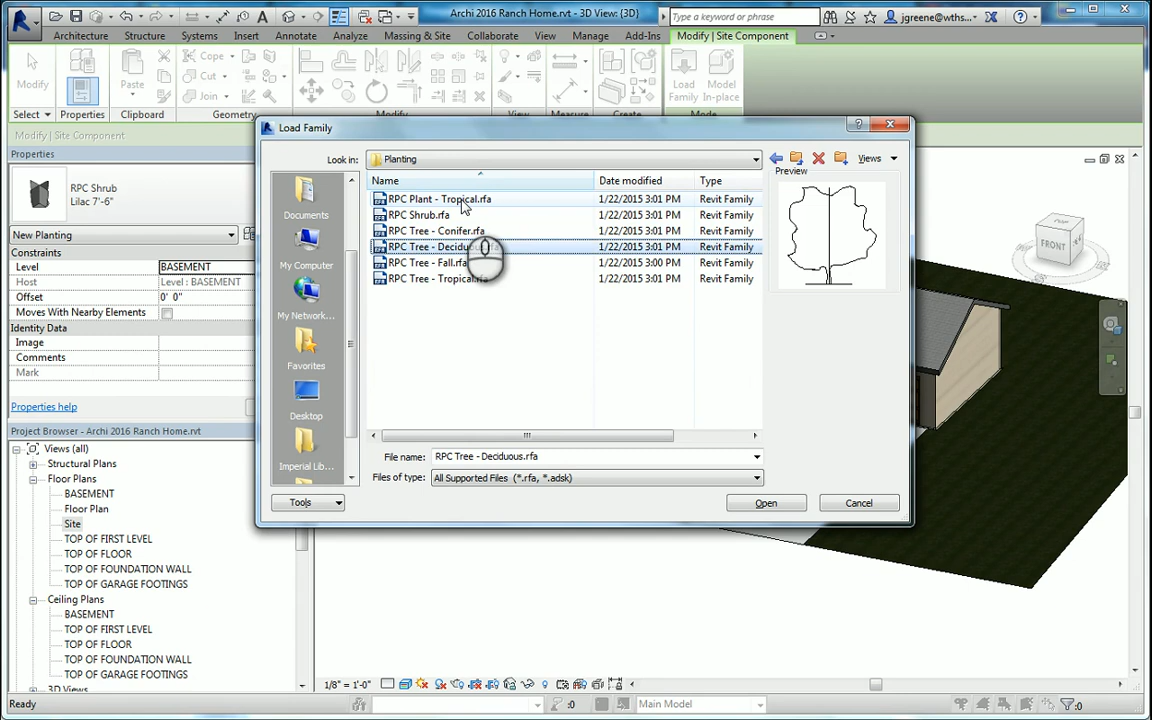 Archi 2016 Ranch Home.rvt - 3D View: {3D}
Type a keyword or phrase
jgreene@wths...
Architecture Structure Systems Insert Annotate Analyze Massing & Site Collaborate View Manage Add-Ins Modify | Site Component
Modify
Properties
Paste
Cope
Cut
Join
Load Family
Model In-place
Select Properties Clipboard Geometry Modify View Measure Create Mode
Modify | Site Component
Properties
RPC Shrub
Lilac 7'-6"
New Planting
Constraints
Level BASEMENT
Host Level : BASEMENT
Offset 0' 0"
Moves With Nearby Elements
Identity Data
Image
Comments
Mark
Properties help
Project Browser - Archi 2016 Ranch Home.rvt
Views (all)
Structural Plans
Floor Plans
BASEMENT
Floor Plan
Site
TOP OF FIRST LEVEL
TOP OF FLOOR
TOP OF FOUNDATION WALL
TOP OF GARAGE FOOTINGS
Ceiling Plans
BASEMENT
TOP OF FIRST LEVEL
TOP OF FLOOR
TOP OF FOUNDATION WALL
TOP OF GARAGE FOOTINGS
3D Views
Load Family
Look in: Planting
Views
Documents
My Computer
My Network...
Favorites
Desktop
Imperial Lib...
Name Date modified Type
RPC Plant - Tropical.rfa 1/22/2015 3:01 PM Revit Family
RPC Shrub.rfa 1/22/2015 3:01 PM Revit Family
RPC Tree - Conifer.rfa 1/22/2015 3:01 PM Revit Family
RPC Tree - Deciduous.rfa 1/22/2015 3:01 PM Revit Family
RPC Tree - Fall.rfa 1/22/2015 3:00 PM Revit Family
RPC Tree - Tropical.rfa 1/22/2015 3:01 PM Revit Family
Preview
File name: RPC Tree - Deciduous.rfa
Files of type: All Supported Files (*.rfa, *.adsk)
Tools
Open
Cancel
FRONT
1/8" = 1'-0"
Ready
:0
Main Model
:0